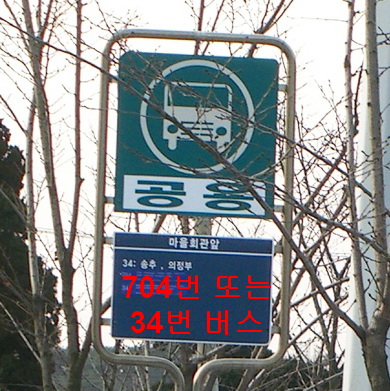 공용
마을회관앞
34: 송추, 의정부
704번 또는
34번 버스